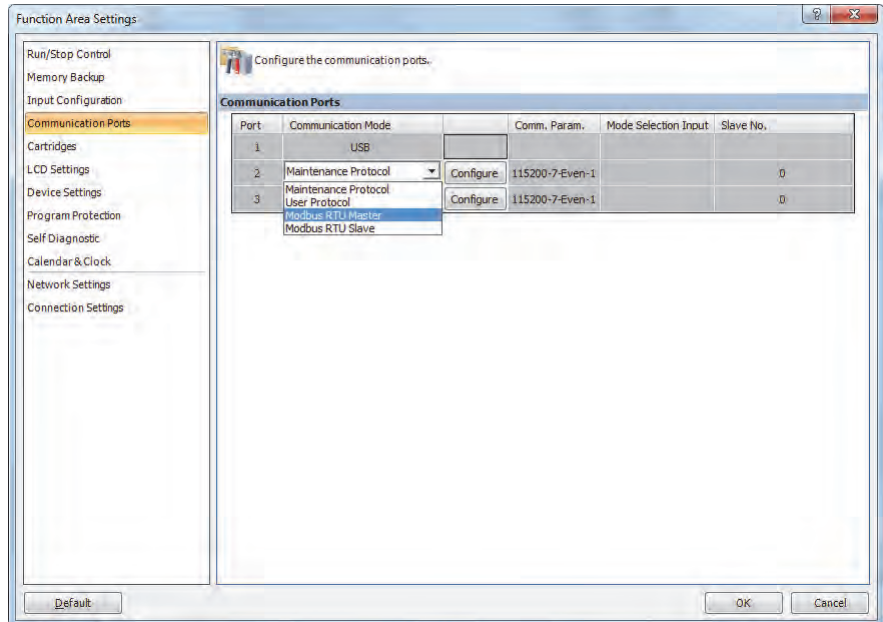 Function Area Settings
Run/Stop Control
Memory Backup
Input Configuration
Communication Ports
Cartridges
LCD Settings
Device Settings
Program Protection
Self Diagnostic
Calendar & Clock
Network Settings
Connection Settings
Configure the communication ports.
Communication Ports
Port Communication Mode Comm. Param. Mode Selection Input Slave No.
1 USB
2 Maintenance Protocol Configure 115200-7-Even-1 0
3 Configure 115200-7-Even-1 0
Maintenance Protocol
User Protocol
Modbus RTU Master
Modbus RTU Slave
Default
OK
Cancel